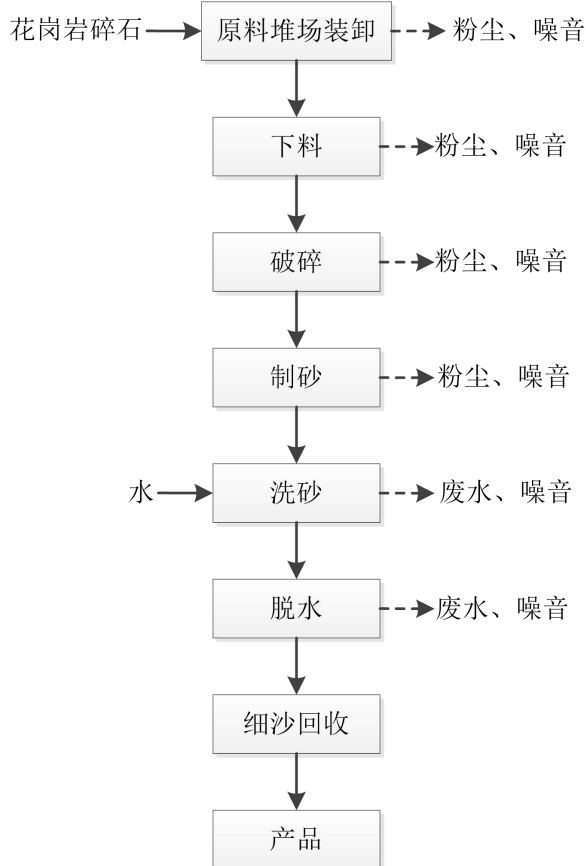 花岗岩碎石 原料堆场装卸 粉尘、噪音
下料 粉尘、噪音
破碎 粉尘、噪音
制砂 粉尘、噪音
水 洗砂 废水、噪音
脱水 废水、噪音
细沙回收
产品